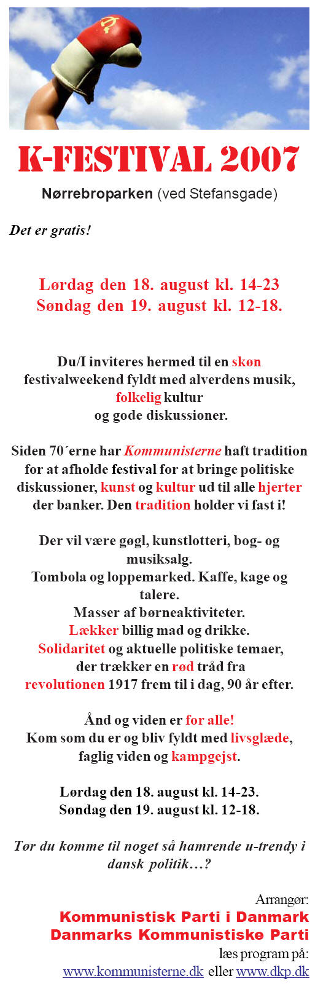 K-FESTIVAL 2007
Nørrebroparken (ved Stefansgade)
Det er gratis!
Lørdag den 18. august kl. 14-23
Søndag den 19. august kl. 12-18.
Du/I inviteres hermed til en skøn
festivalweekend fyldt med alverdens musik,
folkelig kultur
og gode diskussioner.
Siden 70´erne har Kommunisterne haft tradition
for at afholde festival for at bringe politiske
diskussioner, kunst og kultur ud til alle hjerter
der banker. Den tradition holder vi fast i!
Der vil være gøgl, kunstlotteri, bog- og
musiksalg.
Tombola og loppemarked. Kaffe, kage og
talere.
Masser af børneaktiviteter.
Lækker billig mad og drikke.
Solidaritet og aktuelle politiske temaer,
der trækker en rød tråd fra
revolutionen 1917 frem til i dag, 90 år efter.
Ånd og viden er for alle!
Kom som du er og bliv fyldt med livsglæde,
faglig viden og kampgejst.
Lørdag den 18. august kl. 14-23.
Søndag den 19. august kl. 12-18.
Tør du komme til noget så hamrende u-trendy i
dansk politik…?
Arrangør:
Kommunistisk Parti i Danmark
Danmarks Kommunistiske Parti
læs program på:
www.kommunisterne.dk eller www.dkp.dk